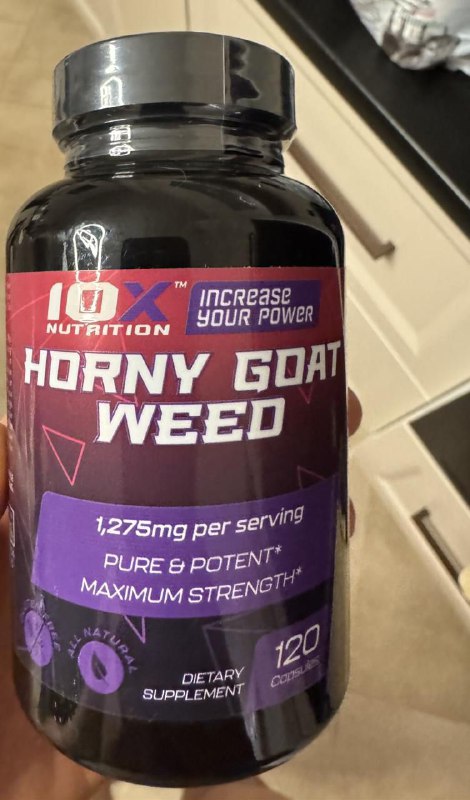 10X™
NUTRITION
INCREASE
YOUR POWER
HORNY GOAT
WEED
1,275mg per serving
PURE & POTENT*
MAXIMUM STRENGTH*
ALL NATURAL
DIETARY
SUPPLEMENT
120
Capsules